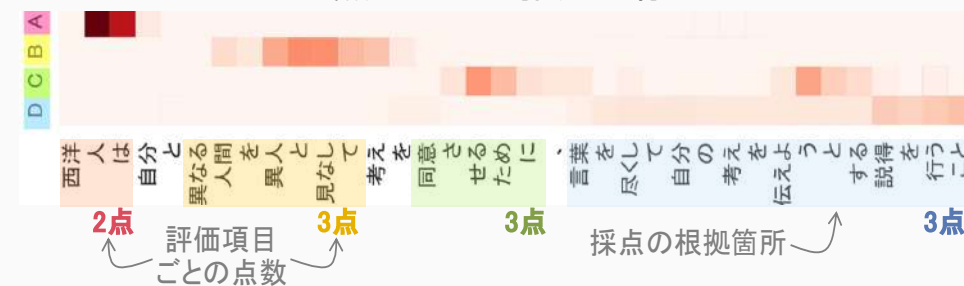 A
B
C
D
西洋人は自分と異なる人間を異人と見なして考えを同意させるために、言葉を尽くして自分の考えを伝えようとする説得を行う
2点
3点
3点
3点
評価項目
ごとの点数
採点の根拠箇所